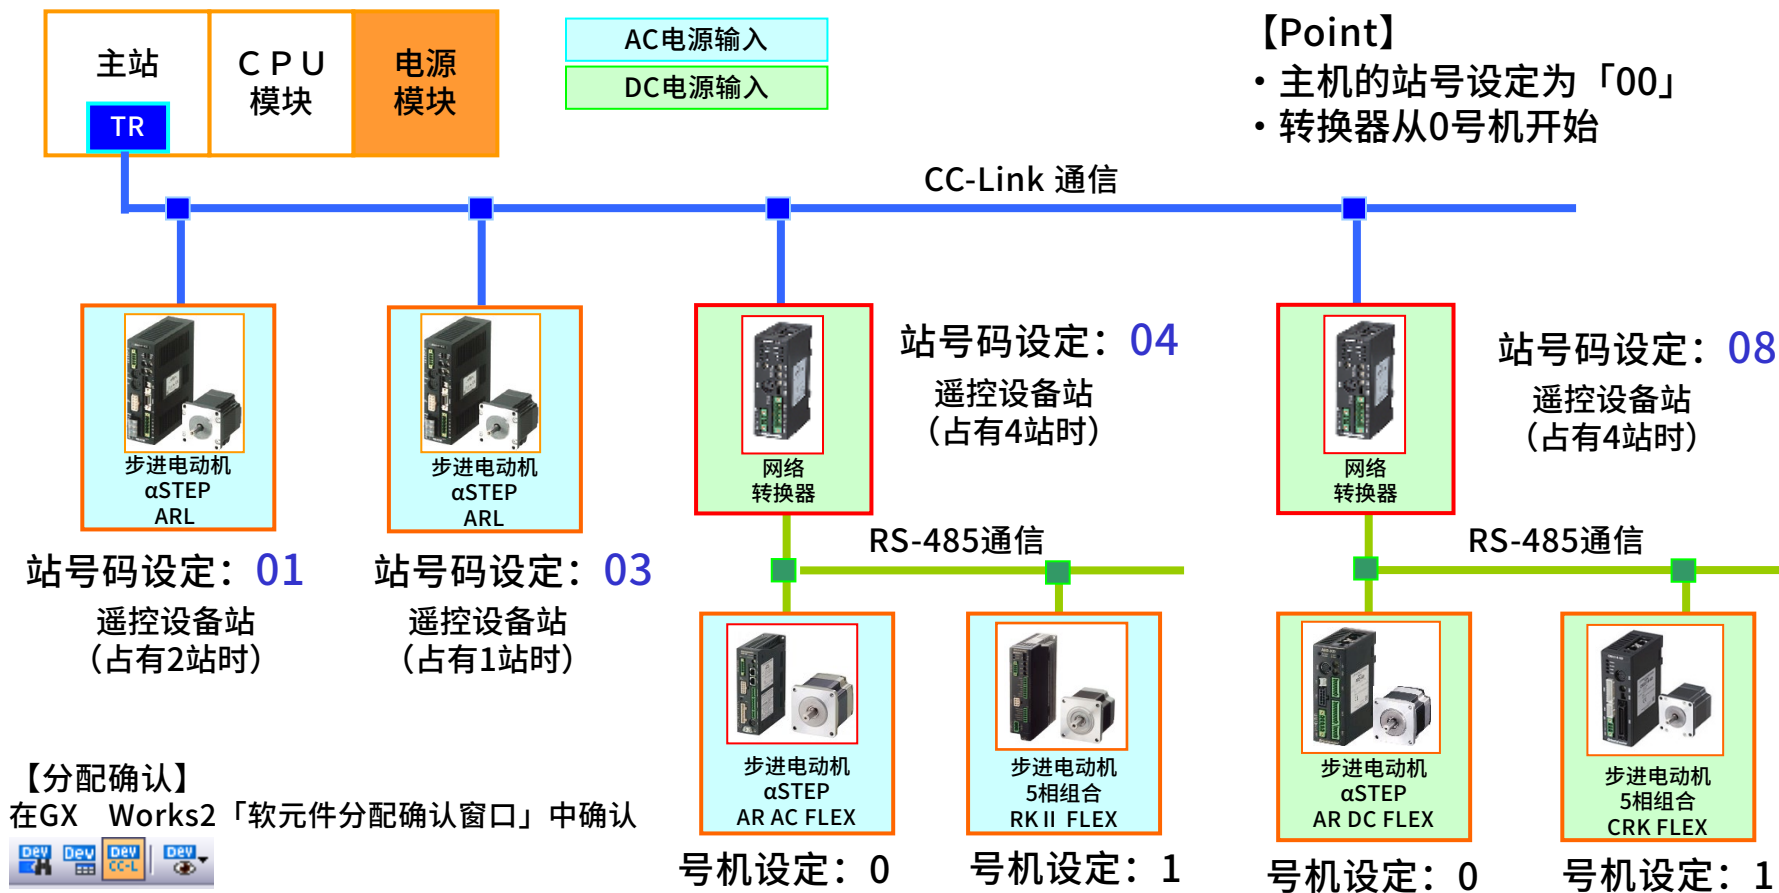 主站
TR
ＣＰＵ
模块
电源
模块
AC电源输入
DC电源输入
【Point】
・主机的站号设定为「00」
・转换器从0号机开始
CC-Link 通信
步进电动机
αSTEP
ARL
站号码设定：01
遥控设备站
（占有2站时）
步进电动机
αSTEP
ARL
站号码设定：03
遥控设备站
（占有1站时）
网络
转换器
站号码设定：04
遥控设备站
（占有4站时）
网络
转换器
站号码设定：08
遥控设备站
（占有4站时）
RS-485通信
RS-485通信
步进电动机
αSTEP
AR AC FLEX
号机设定：0
步进电动机
5相组合
RKⅡ FLEX
号机设定：1
步进电动机
αSTEP
AR DC FLEX
号机设定：0
步进电动机
5相组合
CRK FLEX
号机设定：1
【分配确认】
在GX　Works2「软元件分配确认窗口」中确认
Dev
Dev
Dev
CC-L
Dev